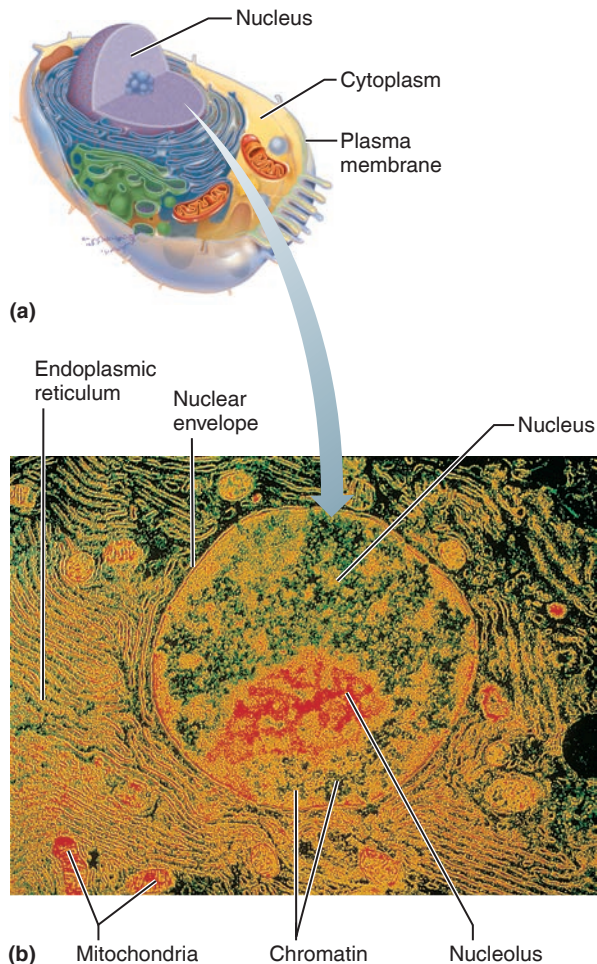 Nucleus
Cytoplasm
Plasma
membrane
(a)
Endoplasmic
reticulum
Nuclear
envelope
Nucleus
(b)
Mitochondria
Chromatin
Nucleolus